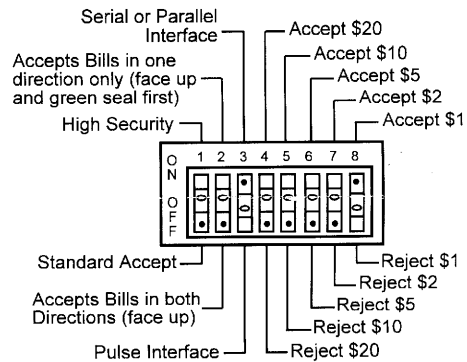 Serial or Parallel
Interface
Accept $20
Accept $10
Accepts Bills in one
direction only (face up
and green seal first)
Accept $5
Accept $2
High Security
Accept $1
ON
1 2 3 4 5 6 7 8
OFF
Standard Accept
Reject $1
Reject $2
Accepts Bills in both
Directions (face up)
Reject $5
Reject $10
Pulse Interface
Reject $20